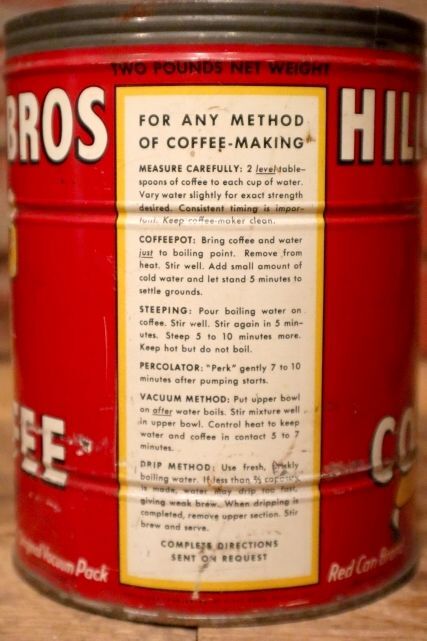 TWO POUNDS NET WEIGHT
BROS
HILL
FOR ANY METHOD
OF COFFEE-MAKING
MEASURE CAREFULLY: 2 level table-
spoons of coffee to each cup of water.
Vary water slightly for exact strength
desired. Consistent timing is impor-
tant. Keep coffee-maker clean.
COFFEEPOT: Bring coffee and water
just to boiling point. Remove from
heat. Stir well. Add small amount of
cold water and let stand 5 minutes to
settle grounds.
STEEPING: Pour boiling water on
coffee. Stir well. Stir again in 5 min-
utes. Steep 5 to 10 minutes more.
Keep hot but do not boil.
PERCOLATOR: "Perk" gently 7 to 10
minutes after pumping starts.
VACUUM METHOD: Put upper bowl
on after water boils. Stir mixture well
in upper bowl. Control heat to keep
water and coffee in contact 5 to 7
minutes.
DRIP METHOD: Use fresh, briskly
boiling water. If less than ⅔ capacity
is made, water may drip too fast,
giving weak brew. When dripping is
completed, remove upper section. Stir
brew and serve.
COMPLETE DIRECTIONS
SENT ON REQUEST
FEE
CO
Vacuum Pack
Red Can Brand